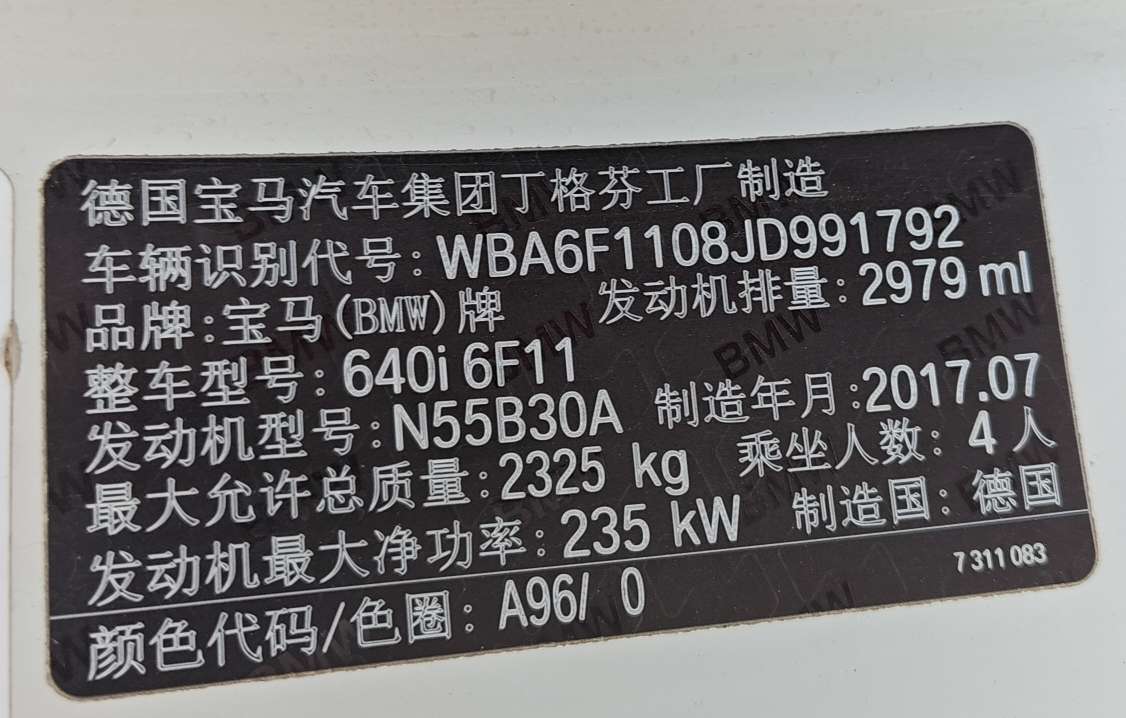 德国宝马汽车集团丁格芬工厂制造
车辆识别代号:WBA6F1108JD991792
品牌:宝马(BMW)牌 发动机排量:2979 ml
整车型号:640i 6F11
发动机型号:N55B30A 制造年月:2017.07
最大允许总质量:2325 kg 乘坐人数:4人
发动机最大净功率:235 kW 制造国:德国
7 311 083
颜色代码/色圈:A96/ 0